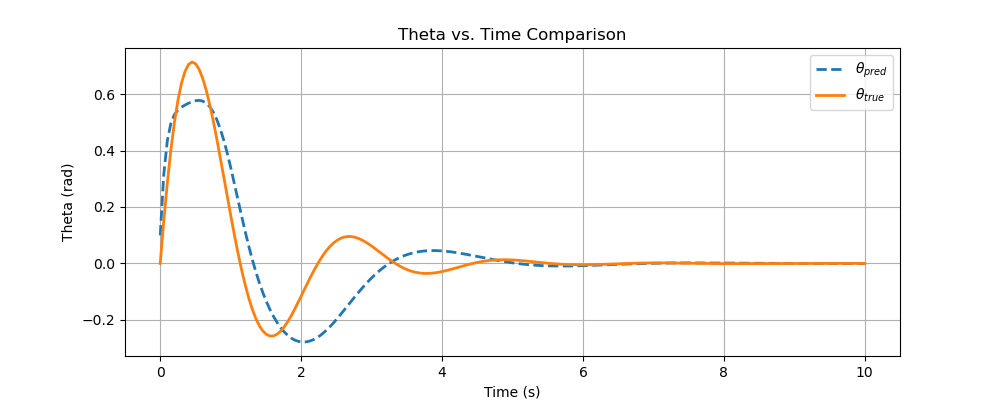 Theta vs. Time Comparison
θpred
θtrue
0.6
0.4
0.2
0.0
−0.2
Theta (rad)
0 2 4 6 8 10
Time (s)